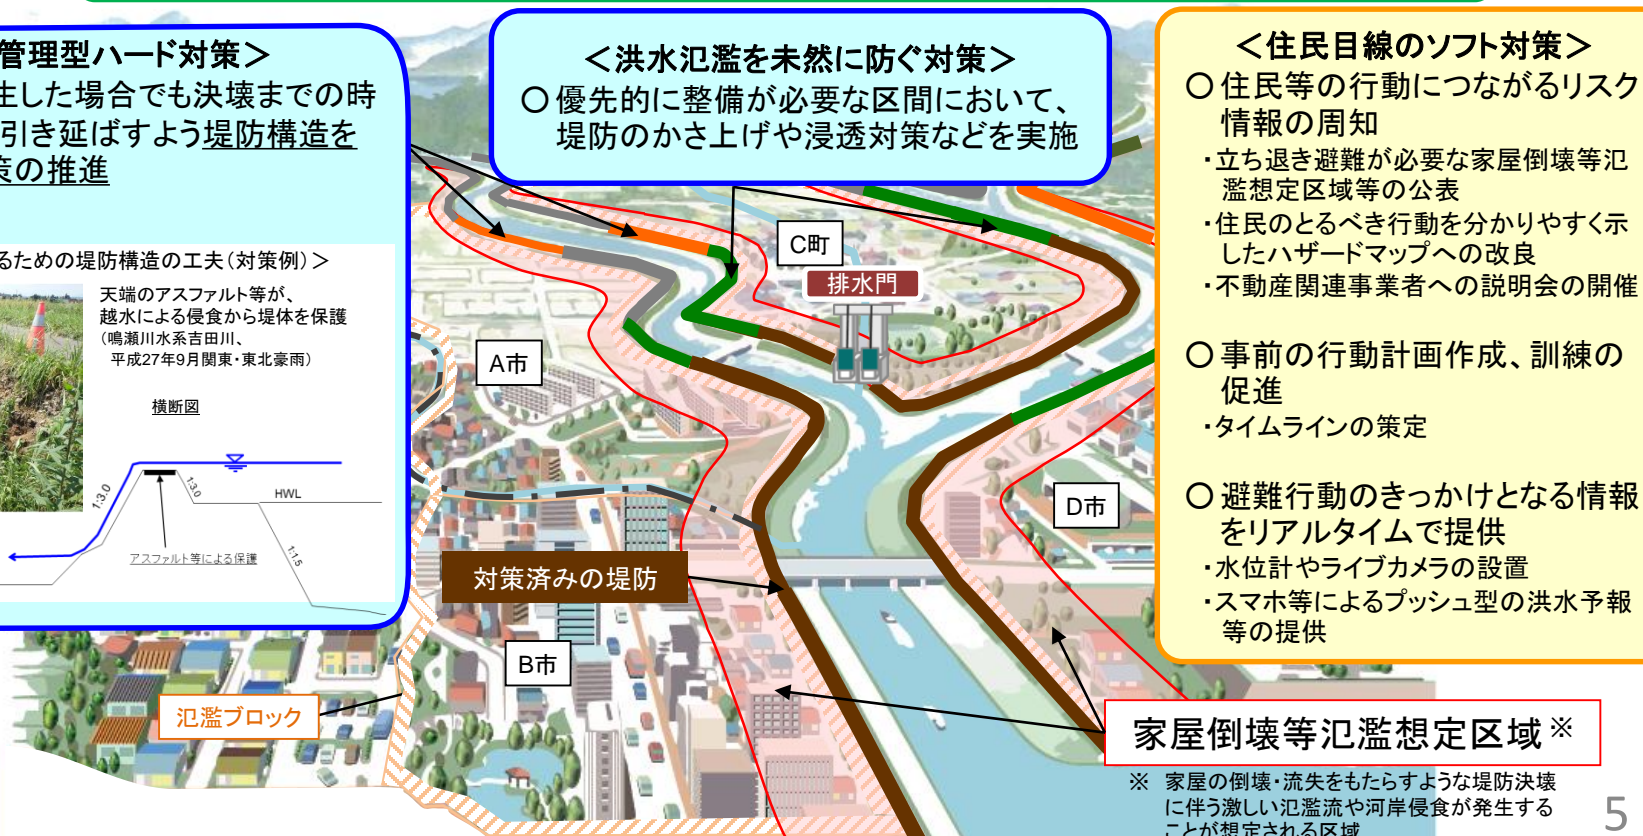 管理型ハード対策＞
生した場合でも決壊までの時
引き延ばすよう堤防構造を
策の推進
るための堤防構造の工夫(対策例)＞
天端のアスファルト等が、
越水による侵食から堤体を保護
(鳴瀬川水系吉田川、
平成27年9月関東・東北豪雨)
横断図
1:3.0
1:3.0
HWL
1:1.5
アスファルト等による保護
＜洪水氾濫を未然に防ぐ対策＞
○優先的に整備が必要な区間において、
堤防のかさ上げや浸透対策などを実施
＜住民目線のソフト対策＞
○住民等の行動につながるリスク
情報の周知
・立ち退き避難が必要な家屋倒壊等氾
濫想定区域等の公表
・住民のとるべき行動を分かりやすく示
したハザードマップへの改良
・不動産関連事業者への説明会の開催
○事前の行動計画作成、訓練の
促進
・タイムラインの策定
○避難行動のきっかけとなる情報
をリアルタイムで提供
・水位計やライブカメラの設置
・スマホ等によるプッシュ型の洪水予報
等の提供
C町
排水門
A市
D市
対策済みの堤防
B市
氾濫ブロック
家屋倒壊等氾濫想定区域※
※ 家屋の倒壊・流失をもたらすような堤防決壊
に伴う激しい氾濫流や河岸侵食が発生する
ことが想定される区域
5